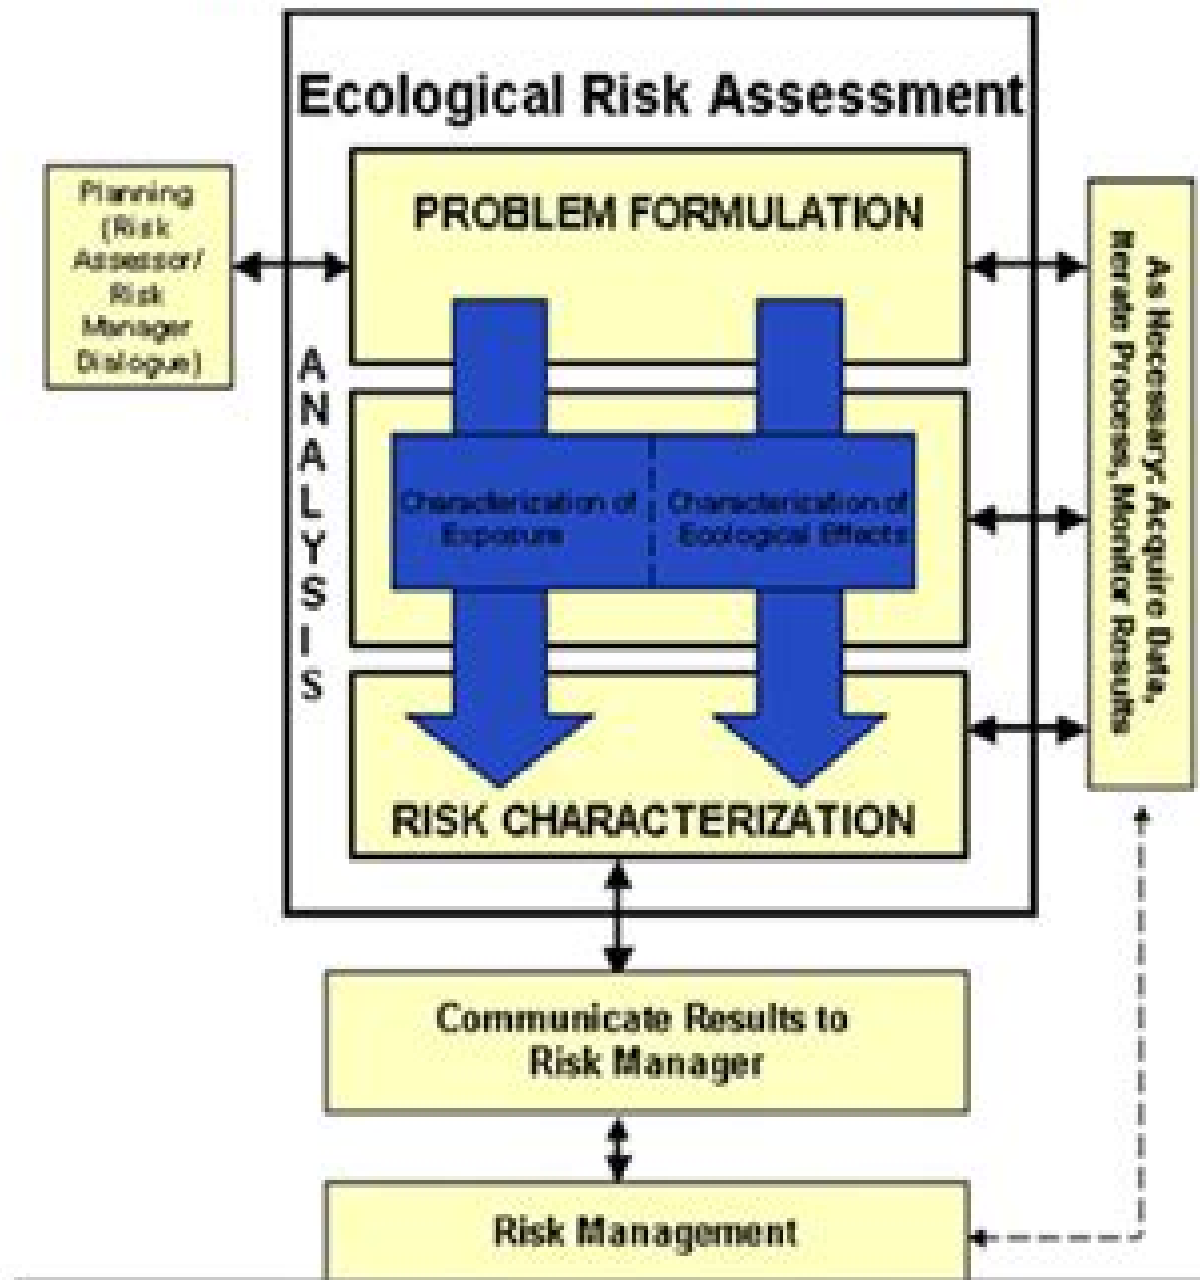 Ecological Risk Assessment
PROBLEM FORMULATION
Planning
(Risk
Assessor/
Risk
Manager
Dialogue)
ANALYSIS
Characterization of
Exposure
Characterization of
Ecological Effects
As Necessary: Acquire Data,
Iterate Process, Monitor Results
RISK CHARACTERIZATION
Communicate Results to
Risk Manager
Risk Management